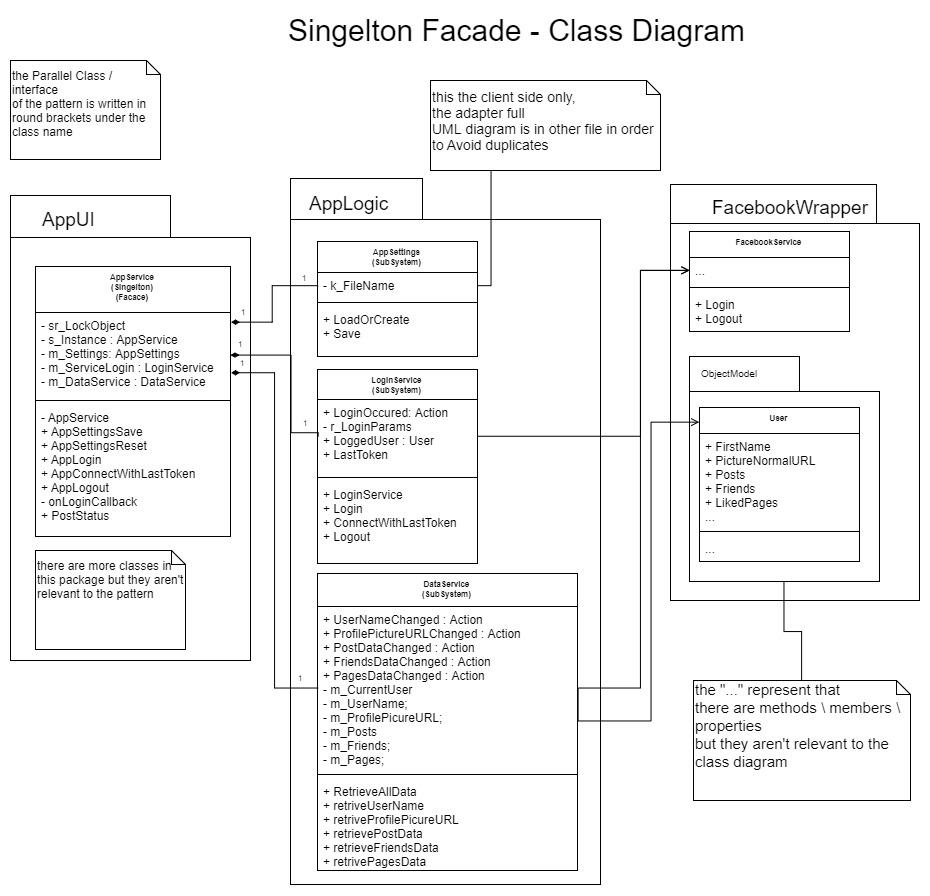 Singelton Facade - Class Diagram
the Parallel Class /
interface
of the pattern is written in
round brackets under the
class name
this the client side only,
the adapter full
UML diagram is in other file in order
to Avoid duplicates
AppUI
AppService
(Singelton)
(Facace)
- sr_LockObject
- s_Instance : AppService
- m_Settings: AppSettings
- m_ServiceLogin : LoginService
- m_DataService : DataService
- AppService
+ AppSettingsSave
+ AppSettingsReset
+ AppLogin
+ AppConnectWithLastToken
+ AppLogout
- onLoginCallback
+ PostStatus
there are more classes in
this package but they aren't
relevant to the pattern
1
1
1
1
1
1
AppLogic
AppSettings
(SubSystem)
- k_FileName
+ LoadOrCreate
+ Save
LoginService
(SubSystem)
+ LoginOccured: Action
- r_LoginParams
+ LoggedUser : User
+ LastToken
+ LoginService
+ Login
+ ConnectWithLastToken
+ Logout
DataService
(SubSystem)
+ UserNameChanged : Action
+ ProfilePictureURLChanged : Action
+ PostDataChanged : Action
+ FriendsDataChanged : Action
+ PagesDataChanged : Action
- m_CurrentUser
- m_UserName;
- m_ProfilePicureURL;
- m_Posts
- m_Friends;
- m_Pages;
+ RetrieveAllData
+ retriveUserName
+ retriveProfilePicureURL
+ retrievePostData
+ retrieveFriendsData
+ retrivePagesData
FacebookWrapper
FacebookService
...
+ Login
+ Logout
ObjectModel
User
+ FirstName
+ PictureNormalURL
+ Posts
+ Friends
+ LikedPages
...
...
the "..." represent that
there are methods \ members \
properties
but they aren't relevant to the
class diagram